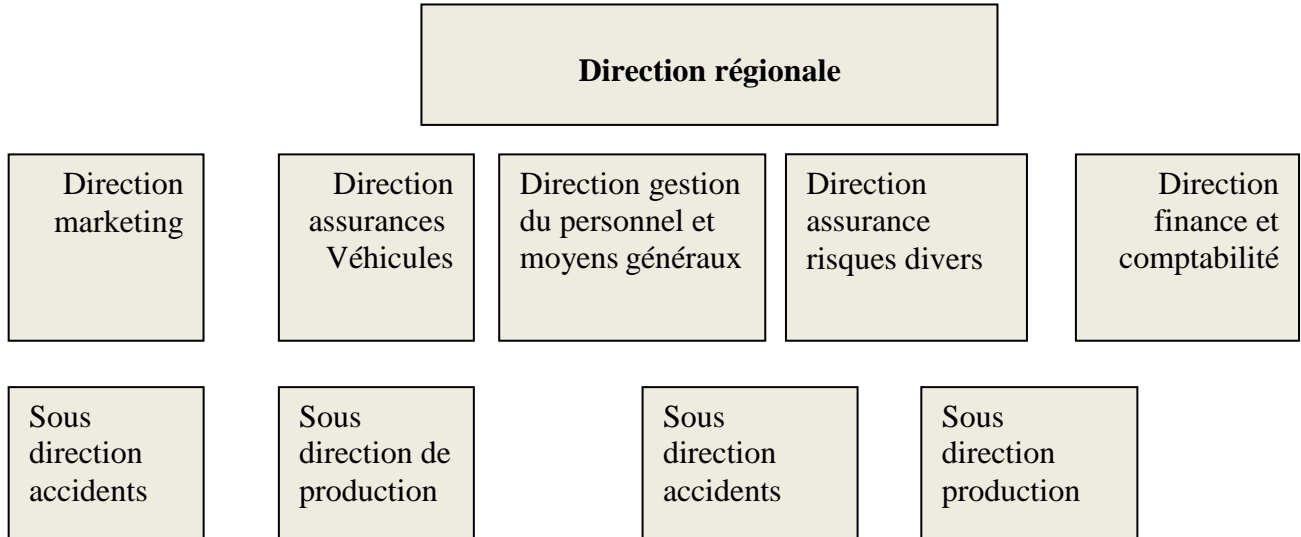 Direction régionale
Direction
marketing
Direction
assurances
Véhicules
Direction gestion
du personnel et
moyens généraux
Direction
assurance
risques divers
Direction
finance et
comptabilité
Sous
direction
accidents
Sous
direction de
production
Sous
direction
accidents
Sous
direction
production